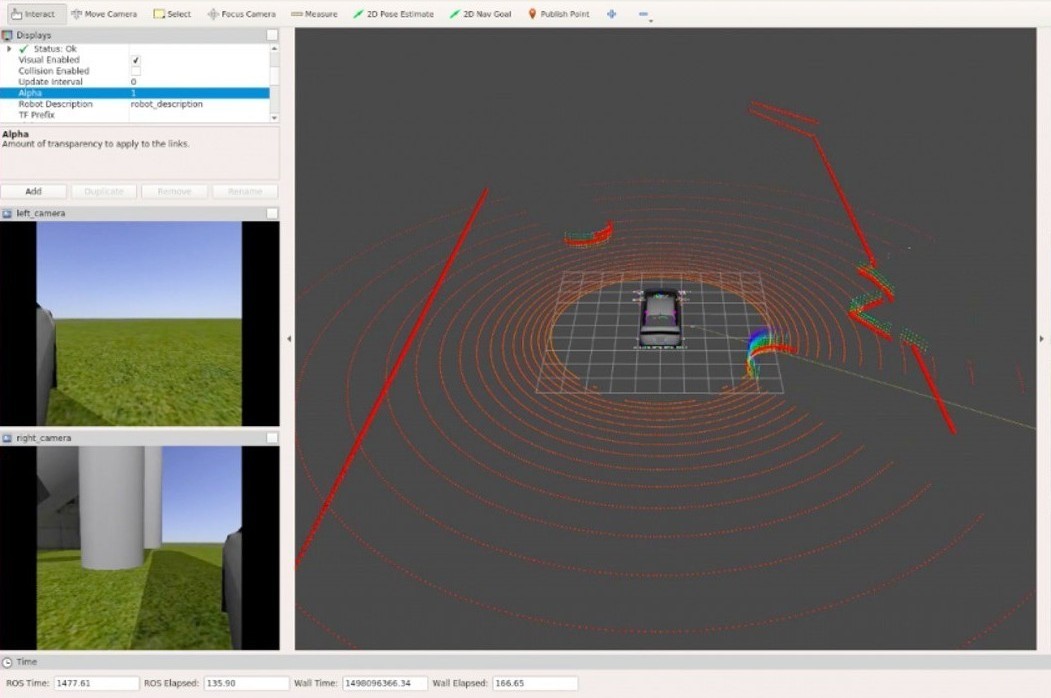 Interact Move Camera Select Focus Camera Measure 2D Pose Estimate 2D Nav Goal Publish Point
Displays
Status: Ok
Visual Enabled
Collision Enabled
Update Interval 0
Alpha 1
Robot Description robot_description
TF Prefix
Alpha
Amount of transparency to apply to the links.
Add Duplicate Remove Rename
left_camera
right_camera
Time
ROS Time: 1477.61 ROS Elapsed: 135.90 Wall Time: 1498096366.34 Wall Elapsed: 166.65